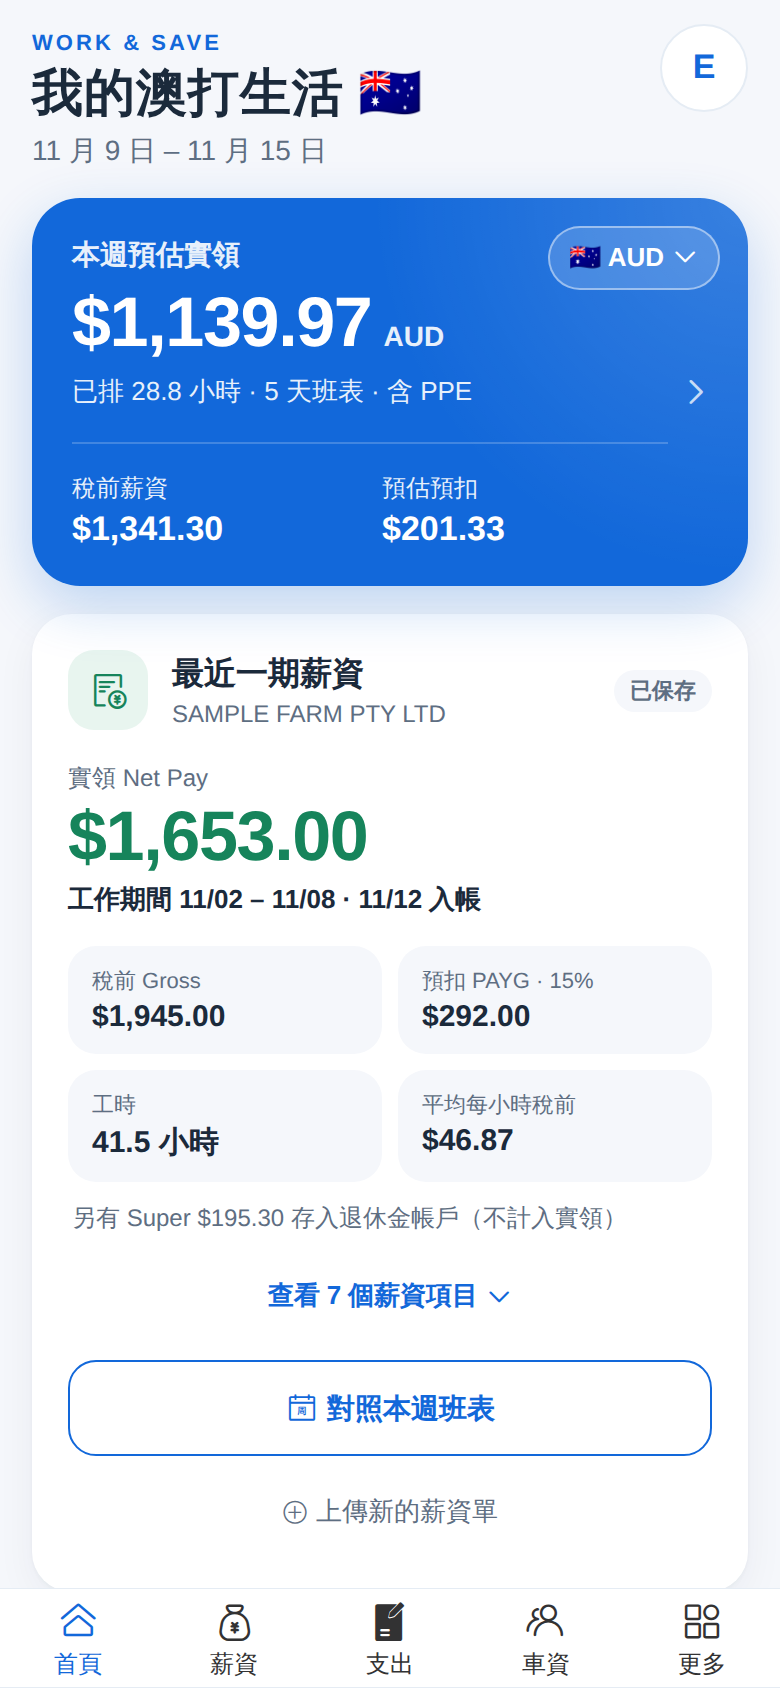 WORK & SAVE
我的澳打生活 🇦🇺
E
11 月 9 日 – 11 月 15 日
本週預估實領
🇦🇺 AUD
$1,139.97 AUD
已排 28.8 小時 · 5 天班表 · 含 PPE
稅前薪資
$1,341.30
預估預扣
$201.33
最近一期薪資
SAMPLE FARM PTY LTD
已保存
實領 Net Pay
$1,653.00
工作期間 11/02 – 11/08 · 11/12 入帳
稅前 Gross
$1,945.00
預扣 PAYG · 15%
$292.00
工時
41.5 小時
平均每小時稅前
$46.87
另有 Super $195.30 存入退休金帳戶（不計入實領）
查看 7 個薪資項目
周 對照本週班表
上傳新的薪資單
首頁
薪資
支出
車資
更多